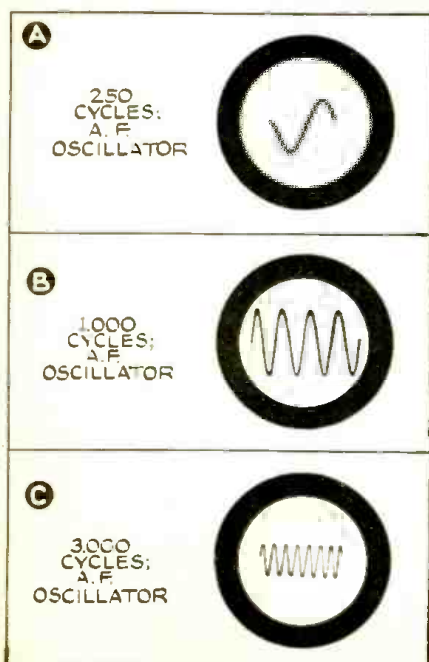 A
250
CYCLES;
A.F.
OSCILLATOR
B
1,000
CYCLES;
A.F.
OSCILLATOR
C
3,000
CYCLES;
A.F.
OSCILLATOR